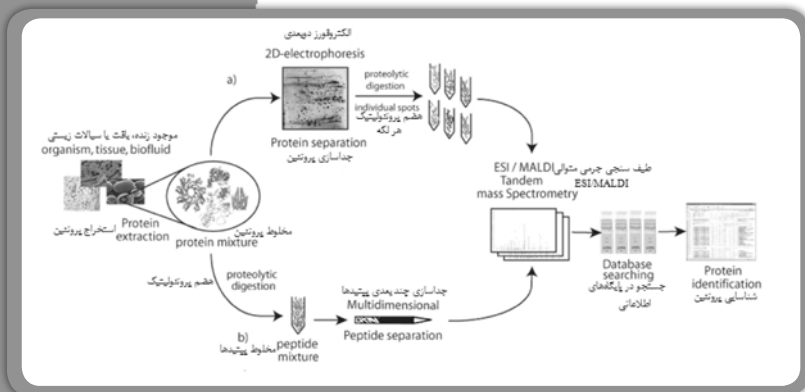 الکتروفورز دوبعدی
2D-electrophoresis
a)
proteolytic
digestion
individual spots
هضم پروتئولیتیک
هر لکه
Protein separation
جداسازی پروتئین
موجود زنده، بافت یا سیالات زیستی
organism, tissue, biofluid
استخراج پروتئین
Protein
extraction
مخلوط پروتئین
protein mixture
هضم پروتئولیتیک
proteolytic
digestion
b)
peptide
mixture
مخلوط پپتیدها
جداسازی چند بعدی پپتیدها
Multidimensional
Peptide separation
طیف سنجی جرمی متوالی
ESI/MALDI
ESI / MALDI
Tandem
mass Spectrometry
Database
searching
جستجو در پایگاه‌های
اطلاعاتی
Protein
identification
شناسایی پروتئین